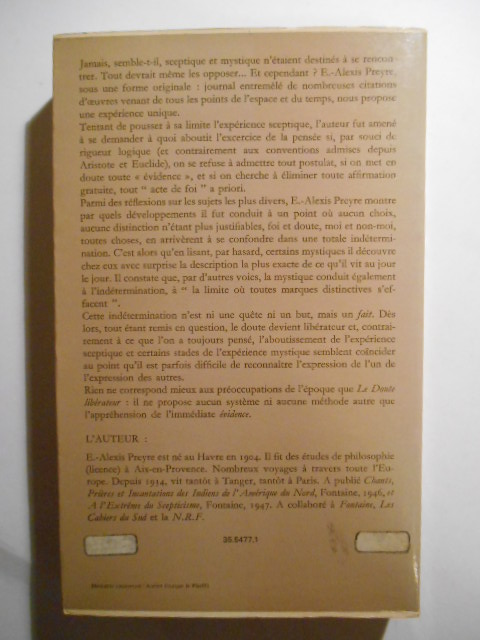 Jamais, semble-t-il, sceptique et mystique n'étaient destinés à se rencon-
trer. Tout devrait même les opposer... Et cependant ? E.-Alexis Preyre,
sous une forme originale : journal entremêlé de nombreuses citations
d'œuvres venant de tous les points de l'espace et du temps, nous propose
une expérience unique.
Tentant de pousser à sa limite l'expérience sceptique, l'auteur fut amené
à se demander à quoi aboutit l'excercice de la pensée si, par souci de
rigueur logique (et contrairement aux conventions admises depuis
Aristote et Euclide), on se refuse à admettre tout postulat, si on met en
doute toute « évidence », et si on cherche à éliminer toute affirmation
gratuite, tout " acte de foi " a priori.
Parmi des réflexions sur les sujets les plus divers, E.-Alexis Preyre montre
par quels développements il fut conduit à un point où aucun choix,
aucune distinction n'étant plus justifiables, foi et doute, moi et non-moi,
toutes choses, en arrivèrent à se confondre dans une totale indétermi-
nation. C'est alors qu'en lisant, par hasard, certains mystiques il découvre
chez eux avec surprise la description la plus exacte de ce qu'il vit au jour
le jour. Il constate que, par d'autres voies, la mystique conduit également
à l'indétermination, à " la limite où toutes marques distinctives s'ef-
facent ".
Cette indétermination n'est ni une quête ni un but, mais un fait. Dès
lors, tout étant remis en question, le doute devient libérateur et, contrai-
rement à ce que l'on a toujours pensé, l'aboutissement de l'expérience
sceptique et certains stades de l'expérience mystique semblent coïncider
au point qu'il est parfois difficile de reconnaître l'expression de l'un de
l'expression des autres.
Rien ne correspond mieux aux préoccupations de l'époque que Le Doute
libérateur : il ne propose aucun système ni aucune méthode autre que
l'appréhension de l'immédiate évidence.
L'AUTEUR :
E.-Alexis Preyre est né au Havre en 1904. Il fit des études de philosophie
(licence) à Aix-en-Provence. Nombreux voyages à travers toute l'Eu-
rope. Depuis 1934, vit tantôt à Tanger, tantôt à Paris. A publié Chants,
Prières et Incantations des Indiens de l'Amérique du Nord, Fontaine, 1946, et
A l'Extrême du Scepticisme, Fontaine, 1947. A collaboré à Fontaine, Les
Cahiers du Sud et la N.R.F.
35.5477.1